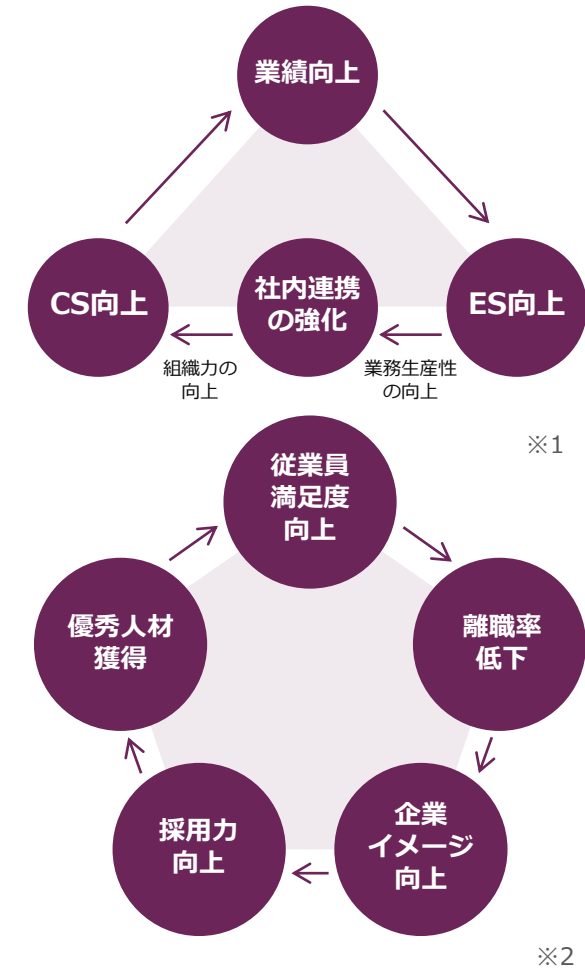 業績向上
CS向上
社内連携
の強化
ES向上
組織力の
向上
業務生産性
の向上
※1
従業員
満足度
向上
優秀人材
獲得
離職率
低下
採用力
向上
企業
イメージ
向上
※2